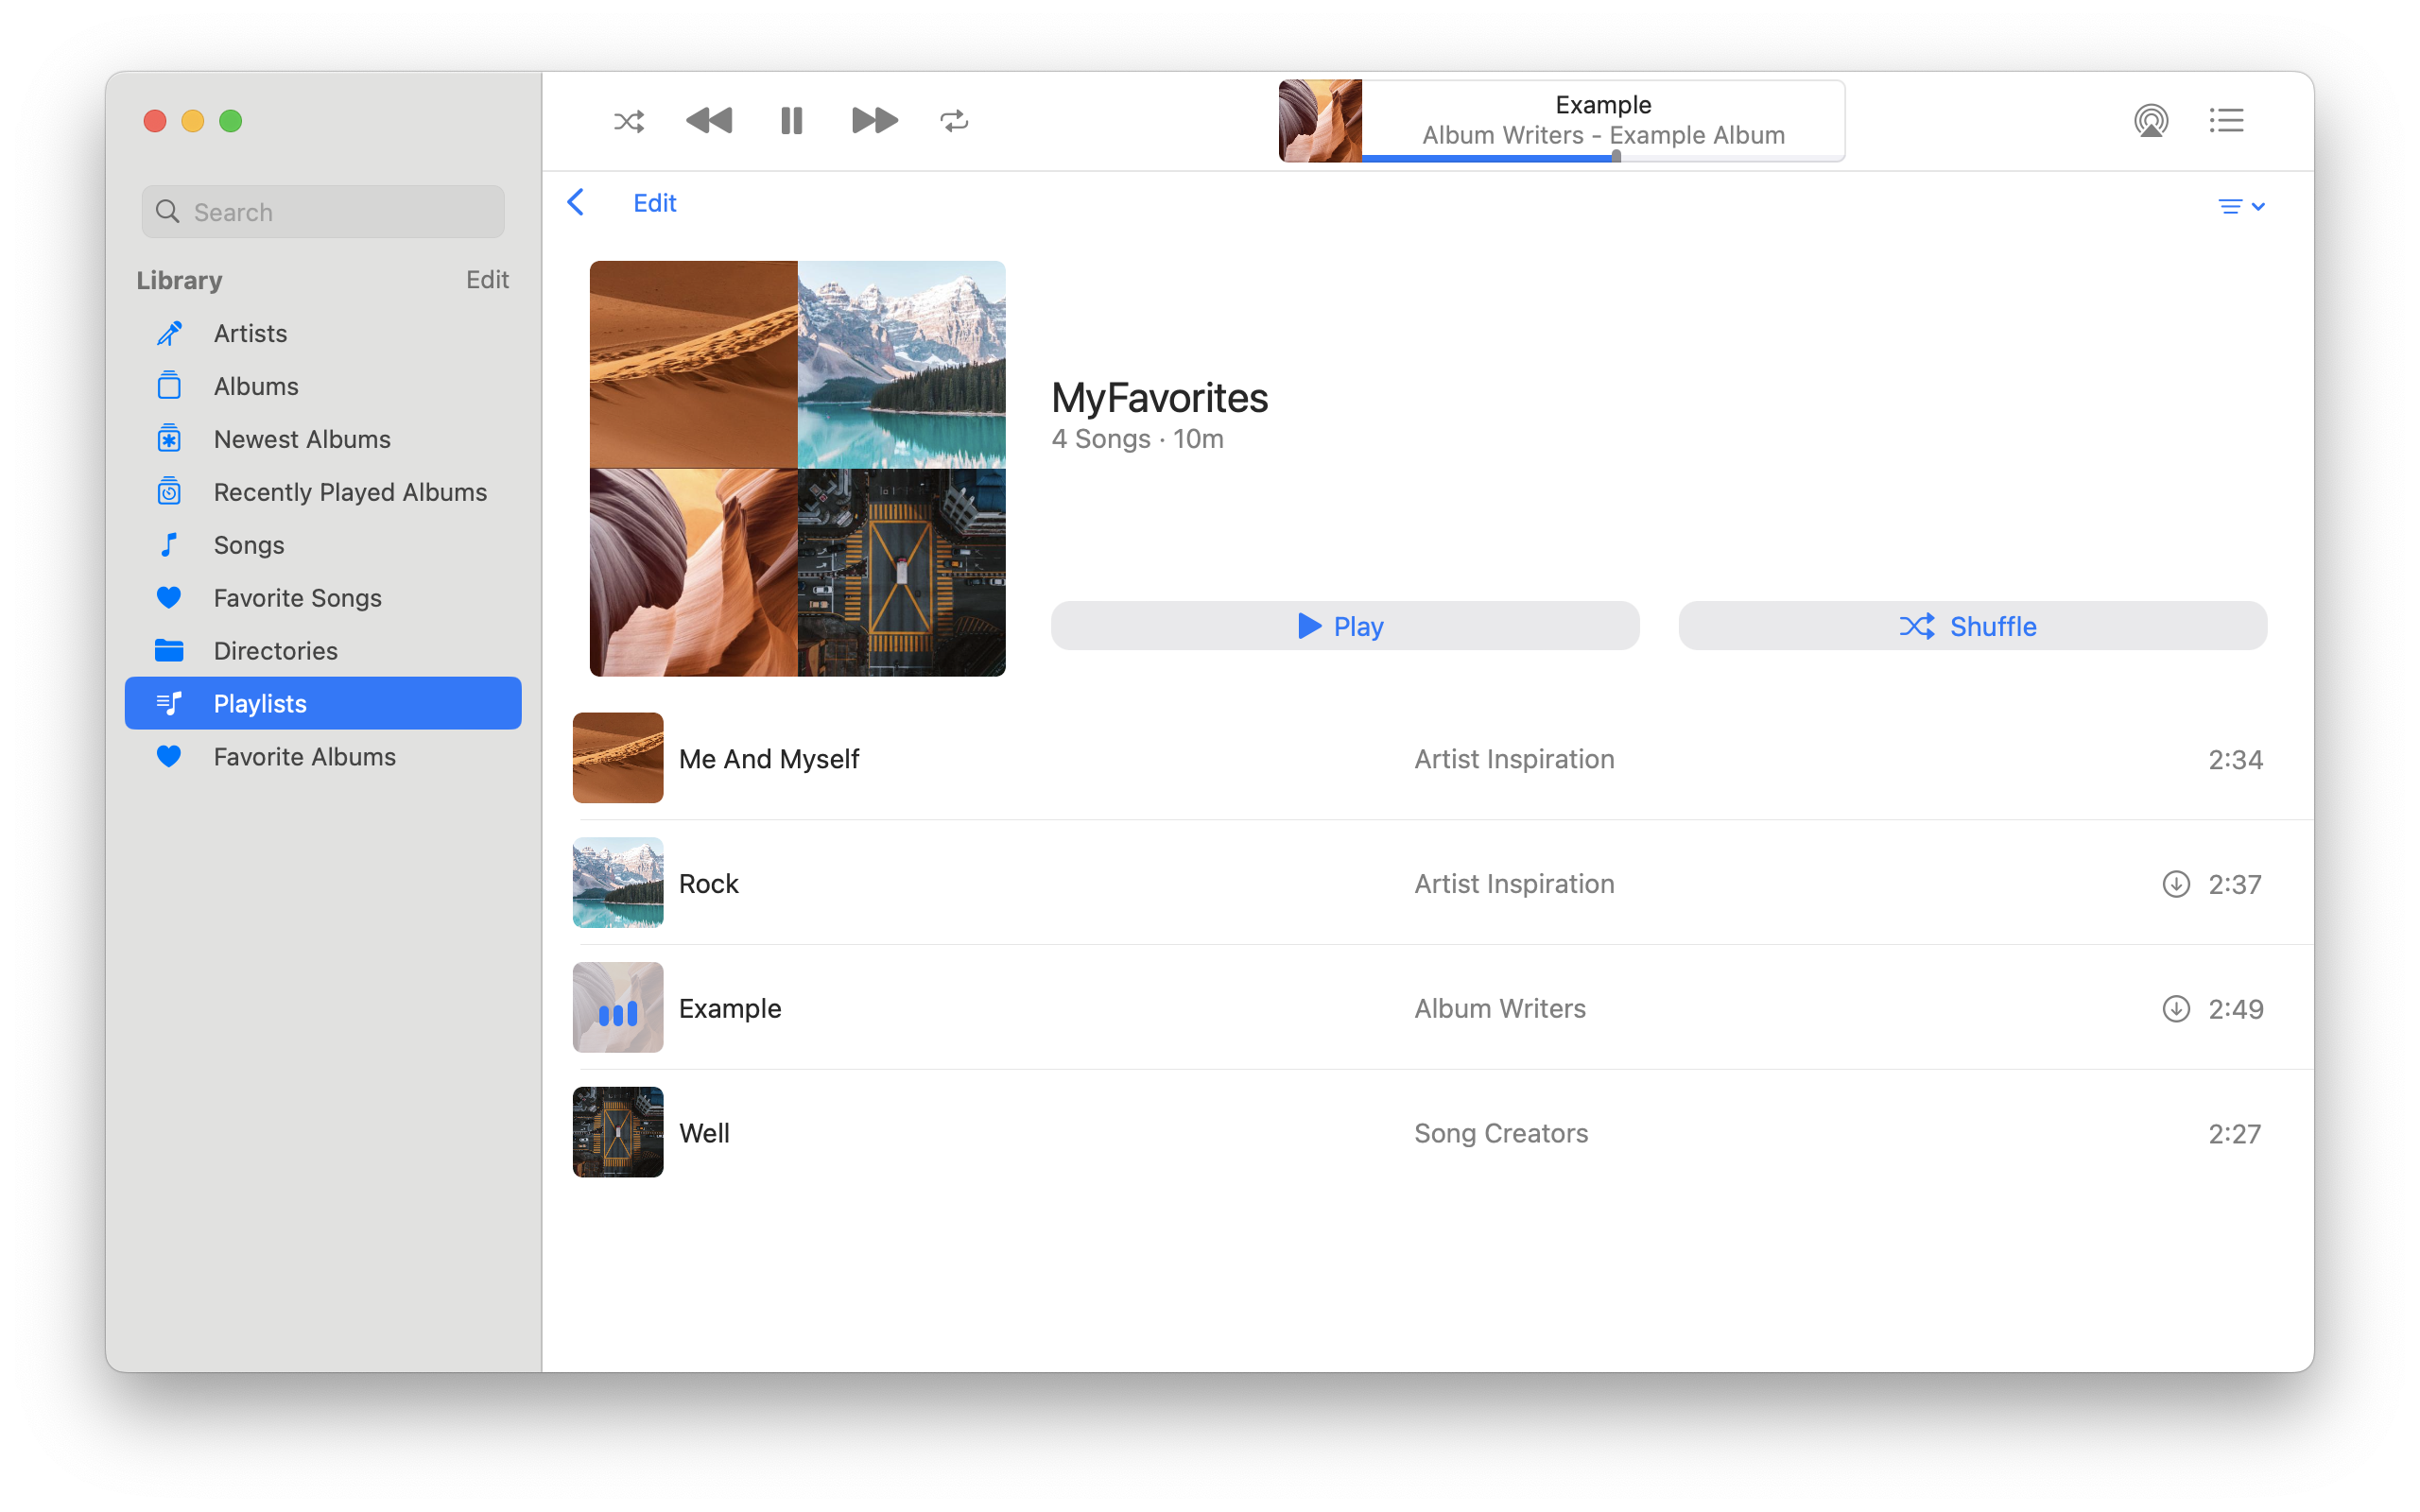 Example
Album Writers - Example Album
Search
Library Edit
Artists
Albums
Newest Albums
Recently Played Albums
Songs
Favorite Songs
Directories
Playlists
Favorite Albums
Edit
MyFavorites
4 Songs · 10m
Play Shuffle
Me And Myself Artist Inspiration 2:34
Rock Artist Inspiration 2:37
Example Album Writers 2:49
Well Song Creators 2:27